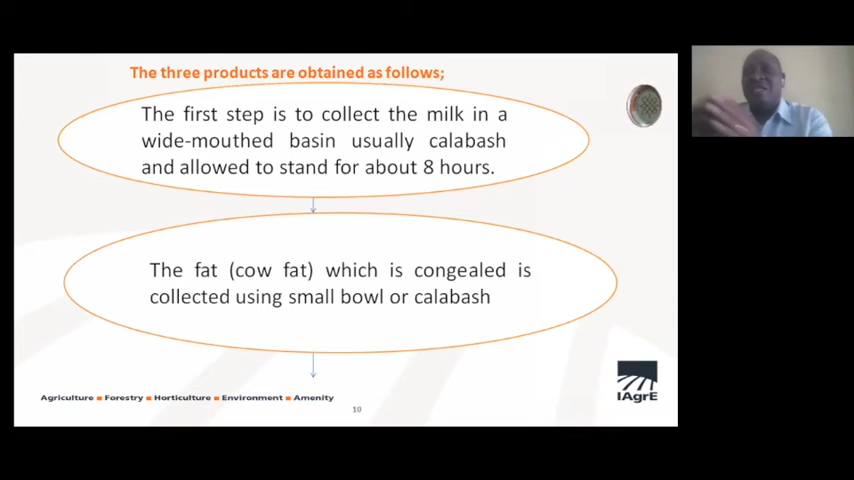 The three products are obtained as follows;
The first step is to collect the milk in a
wide-mouthed basin usually calabash
and allowed to stand for about 8 hours.
The fat (cow fat) which is congealed is
collected using small bowl or calabash
Agriculture ■ Forestry ■ Horticulture ■ Environment ■ Amenity
10
IAgrE